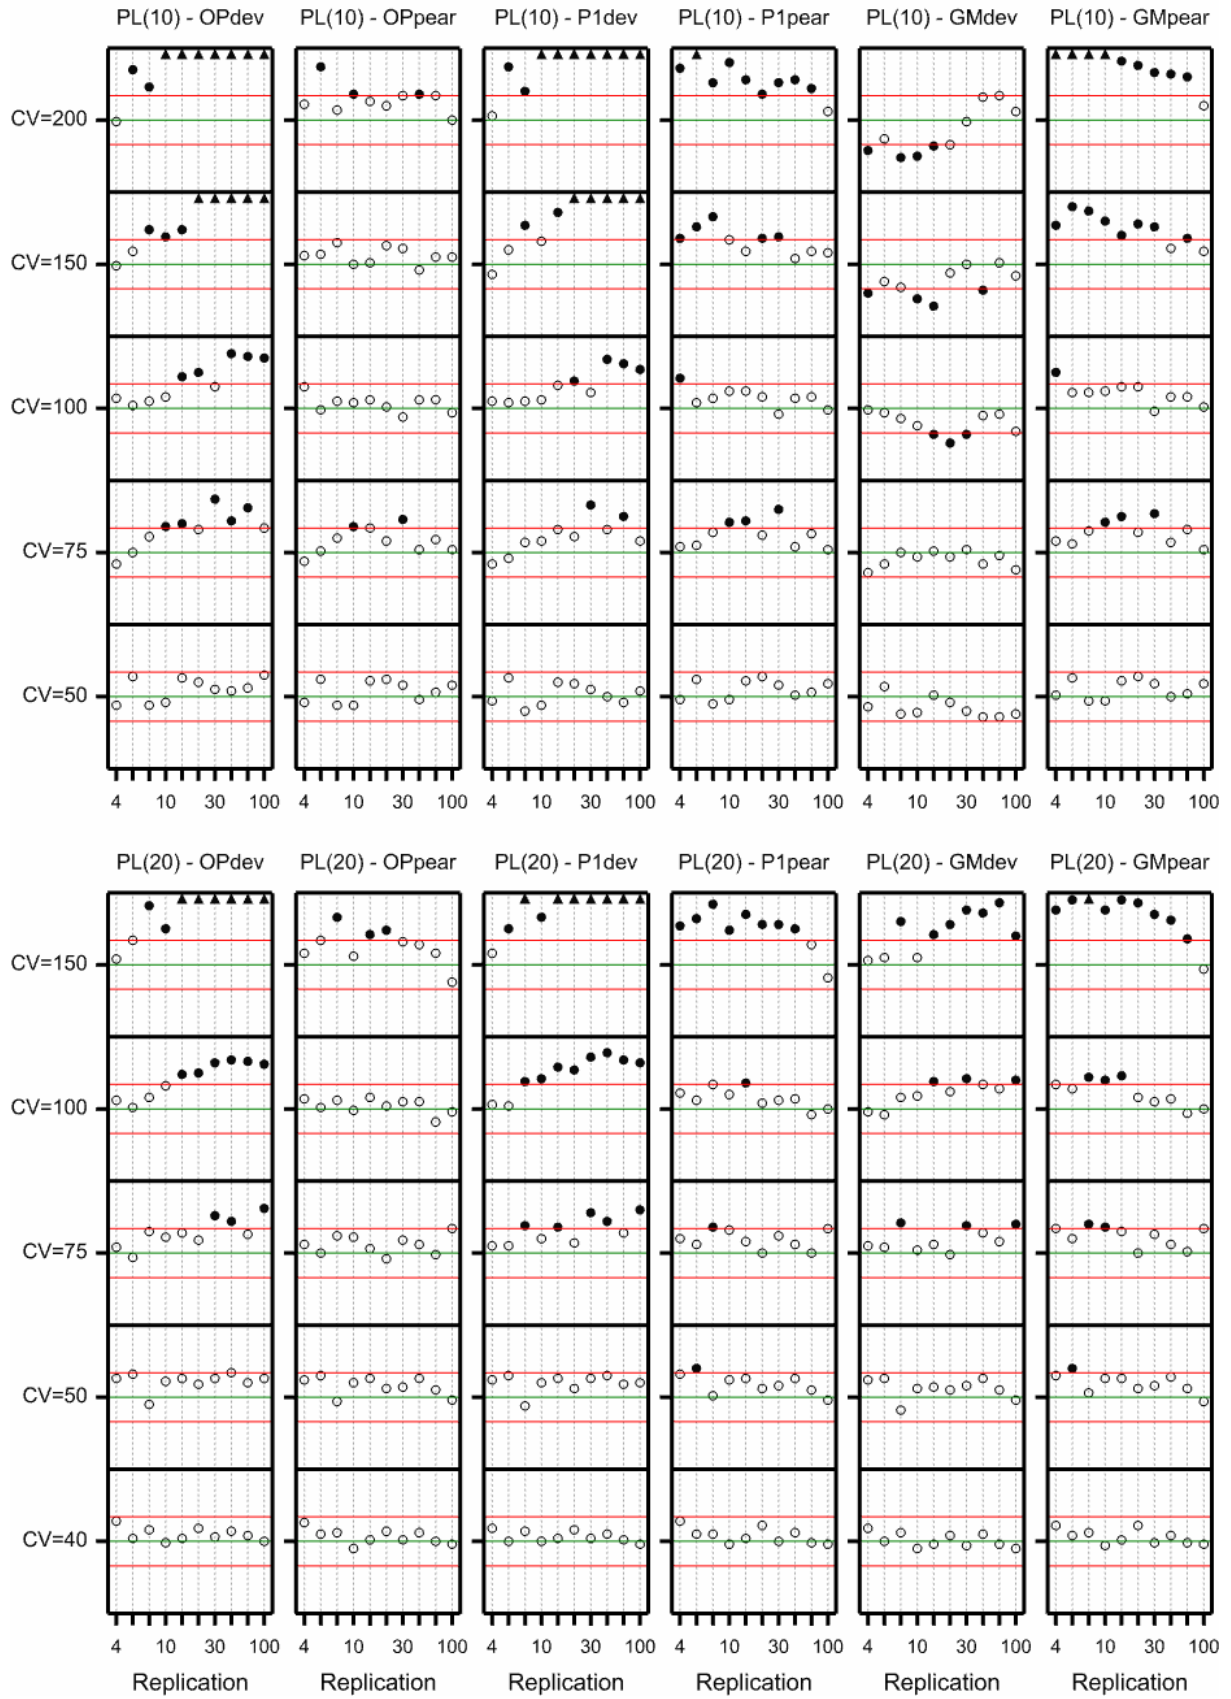 PL(10) - OPdev PL(10) - OPpear PL(10) - P1dev PL(10) - P1pear PL(10) - GMdev PL(10) - GMpear
CV=200
CV=150
CV=100
CV=75
CV=50
4 10 30 100 4 10 30 100 4 10 30 100 4 10 30 100 4 10 30 100 4 10 30 100
PL(20) - OPdev PL(20) - OPpear PL(20) - P1dev PL(20) - P1pear PL(20) - GMdev PL(20) - GMpear
CV=150
CV=100
CV=75
CV=50
CV=40
4 10 30 100 4 10 30 100 4 10 30 100 4 10 30 100 4 10 30 100 4 10 30 100
Replication Replication Replication Replication Replication Replication